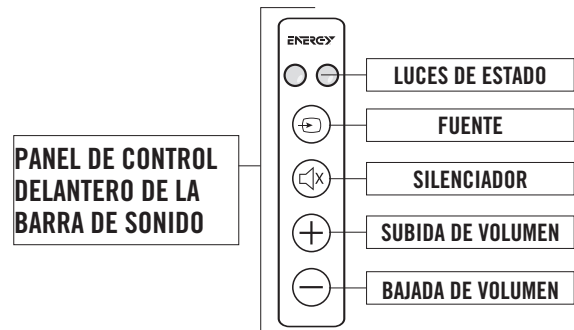 ENERGY
LUCES DE ESTADO
FUENTE
PANEL DE CONTROL
DELANTERO DE LA
BARRA DE SONIDO
SILENCIADOR
SUBIDA DE VOLUMEN
BAJADA DE VOLUMEN